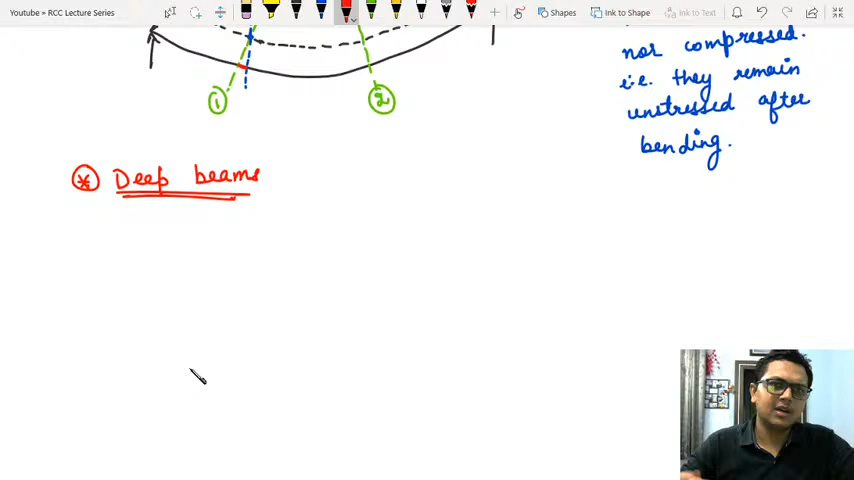 Youtube » RCC Lecture Series
Shapes
Ink to Shape
Ink to Text
nor compressed.
i.e. they remain
unstressed after
bending.
1
2
* Deep beams